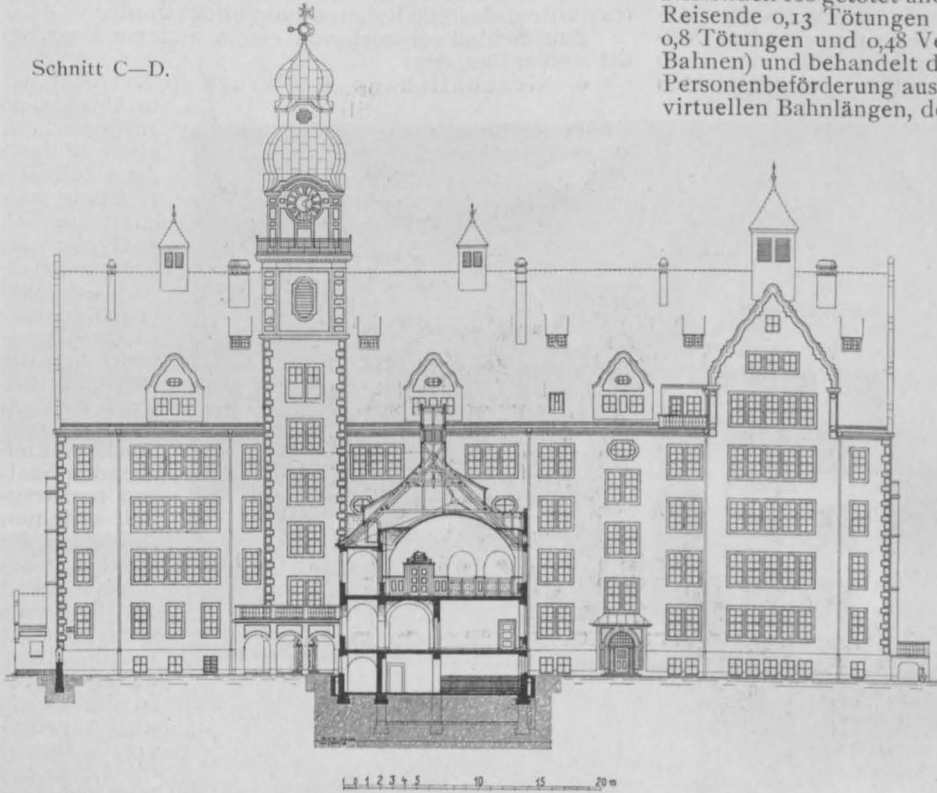 Reisende 0,13 Tötungen
0,8 Tötungen und 0,48 Ve
Bahnen) und behandelt d
Personenbeförderung aus
virtuellen Bahnlängen, de
Schnitt C—D.
1 0 1 2 3 4 5 10 15 20 m